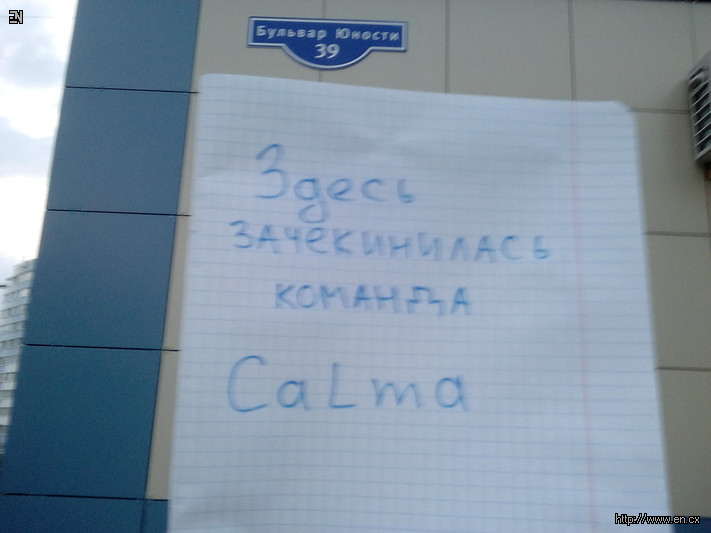 EN
Бульвар Юности
39
Здесь
ЗАЧЕКИНИЛАСЬ
КОМАНДА
CaLma
http://www.en.cx